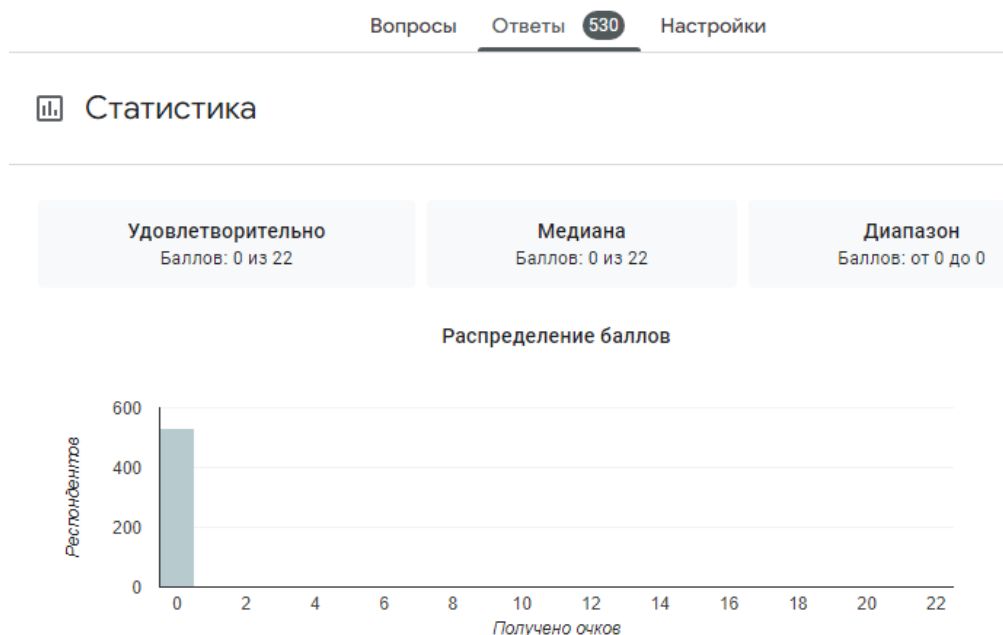 Вопросы Ответы 530 Настройки
Статистика
Удовлетворительно Медиана Диапазон
Баллов: 0 из 22 Баллов: 0 из 22 Баллов: от 0 до 0
Распределение баллов
600
400
200
0
Респондентов
0 2 4 6 8 10 12 14 16 18 20 22
Получено очков